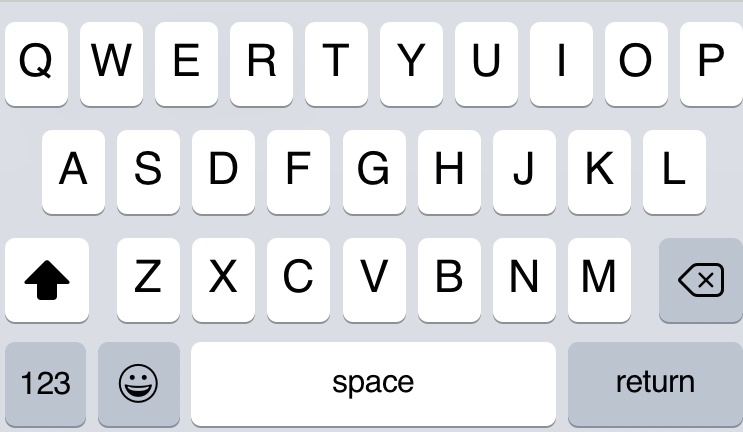 Q W E R T Y U I O P
A S D F G H J K L
Z X C V B N M
123 space return